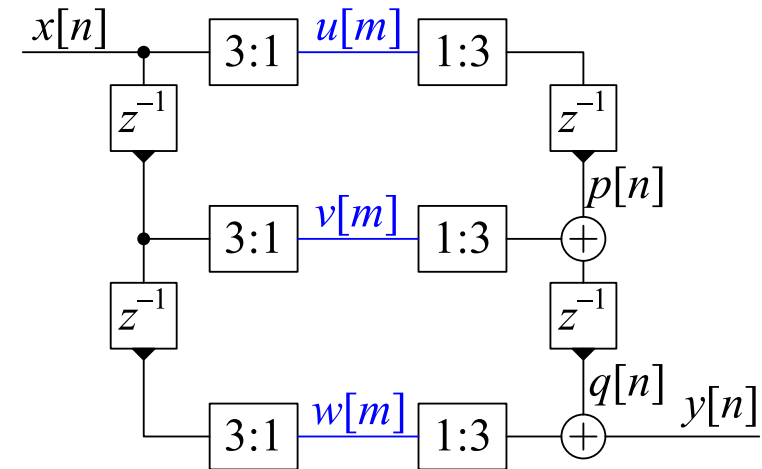 x[n] 3:1 u[m] 1:3
z⁻¹ z⁻¹
p[n]
3:1 v[m] 1:3 +
z⁻¹ z⁻¹
q[n] y[n]
3:1 w[m] 1:3 +